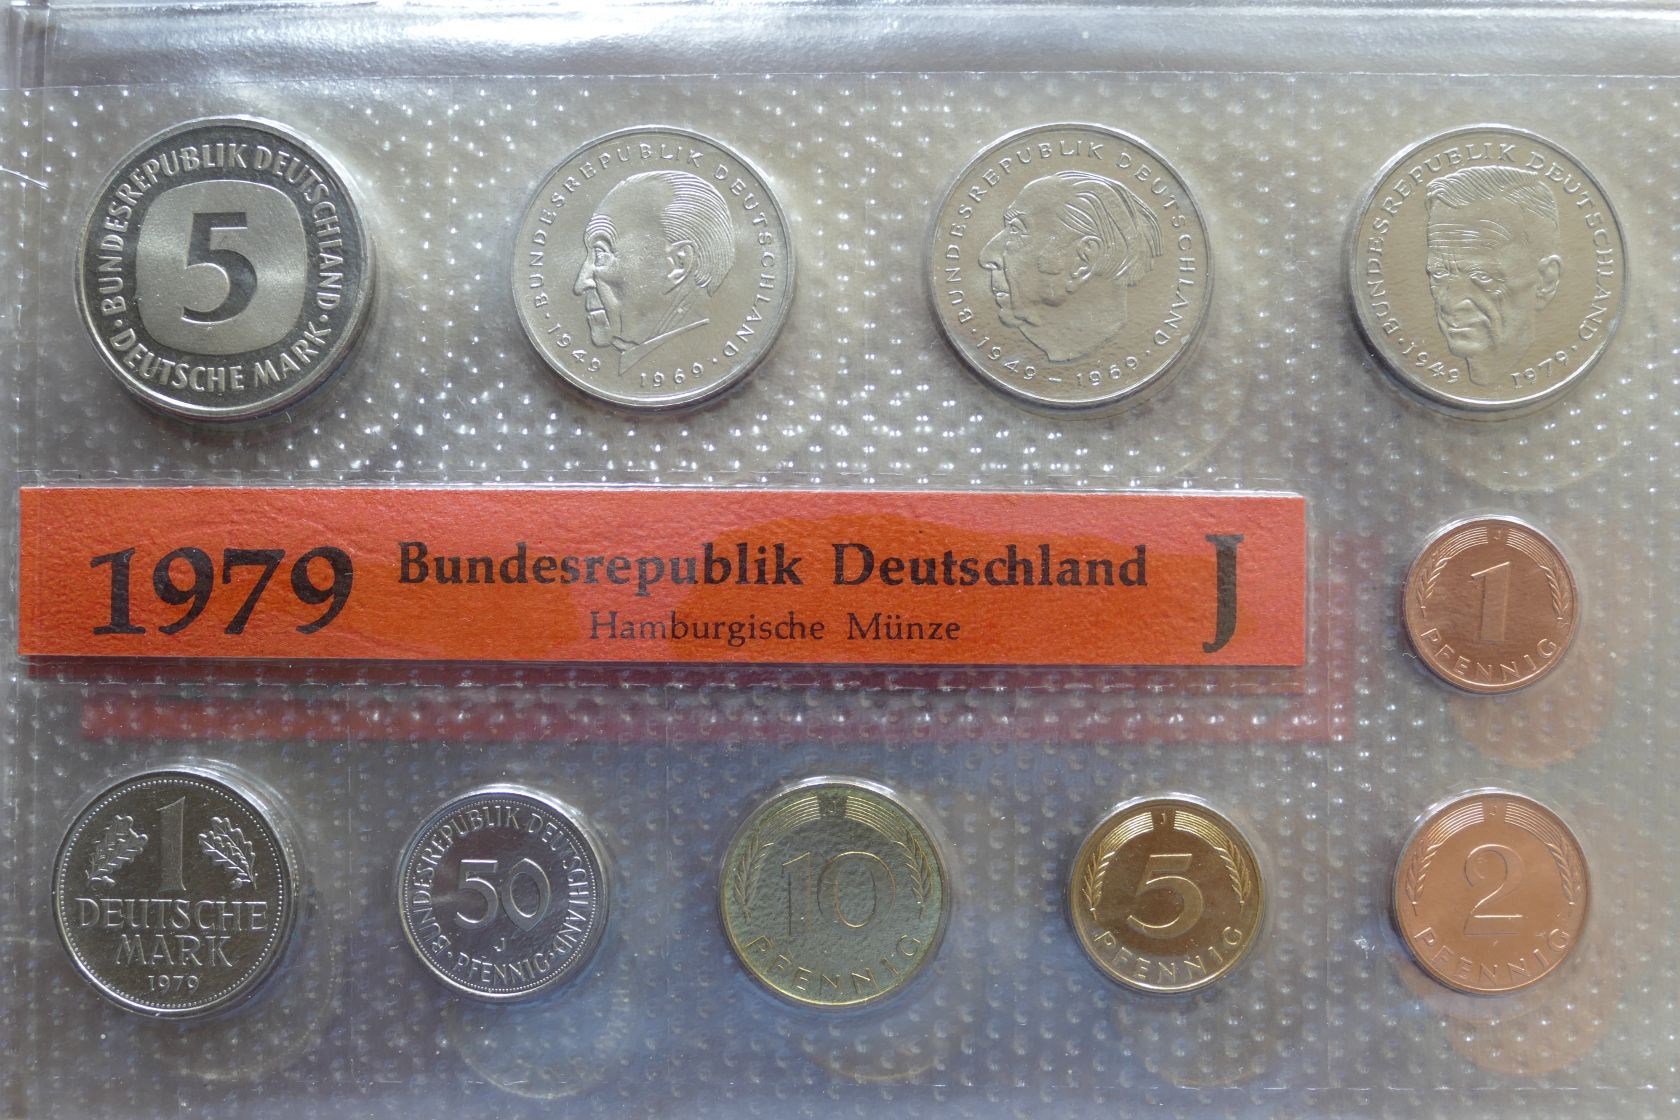 BUNDESREPUBLIK DEUTSCHLAND
5
· DEUTSCHE MARK ·
BUNDESREPUBLIK DEUTSCHLAND
· 1949 1969 ·
BUNDESREPUBLIK DEUTSCHLAND
· 1949 – 1969 ·
BUNDESREPUBLIK DEUTSCHLAND
· 1949 1979 ·
1979 Bundesrepublik Deutschland J
Hamburgische Münze
J
1
PFENNIG
1
DEUTSCHE
MARK
1979
BUNDESREPUBLIK DEUTSCHLAND
50
J
· PFENNIG ·
J
10
PFENNIG
J
5
PFENNIG
J
2
PFENNIG